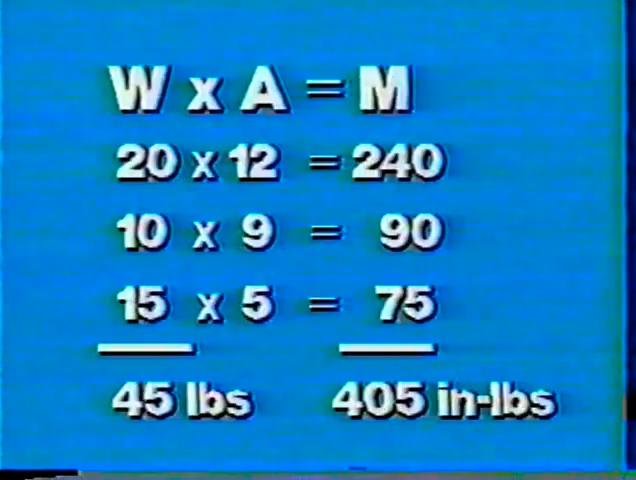 W x A = M
20 x 12 = 240
10 x 9 = 90
15 x 5 = 75
45 lbs 405 in-lbs